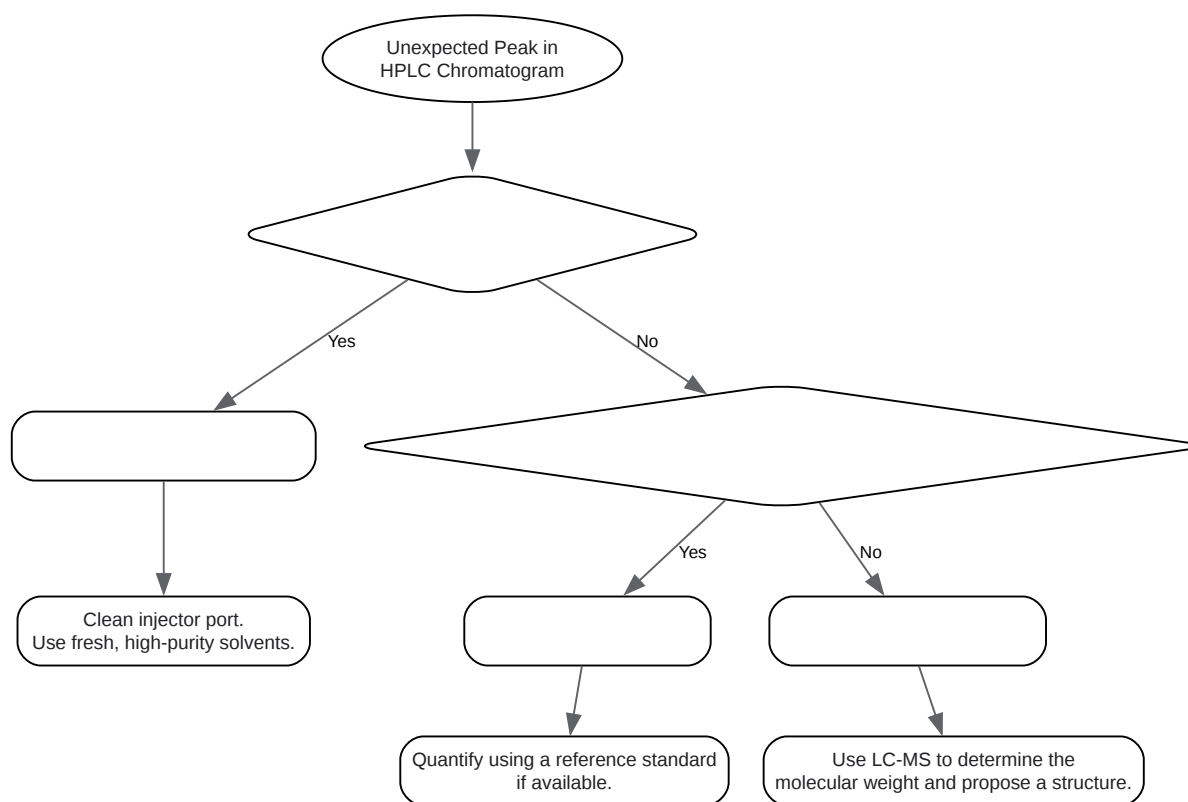 Unexpected Peak in
HPLC Chromatogram
Yes
No
Yes
No
Clean injector port.
Use fresh, high-purity solvents.
Quantify using a reference standard
if available.
Use LC-MS to determine the
molecular weight and propose a structure.